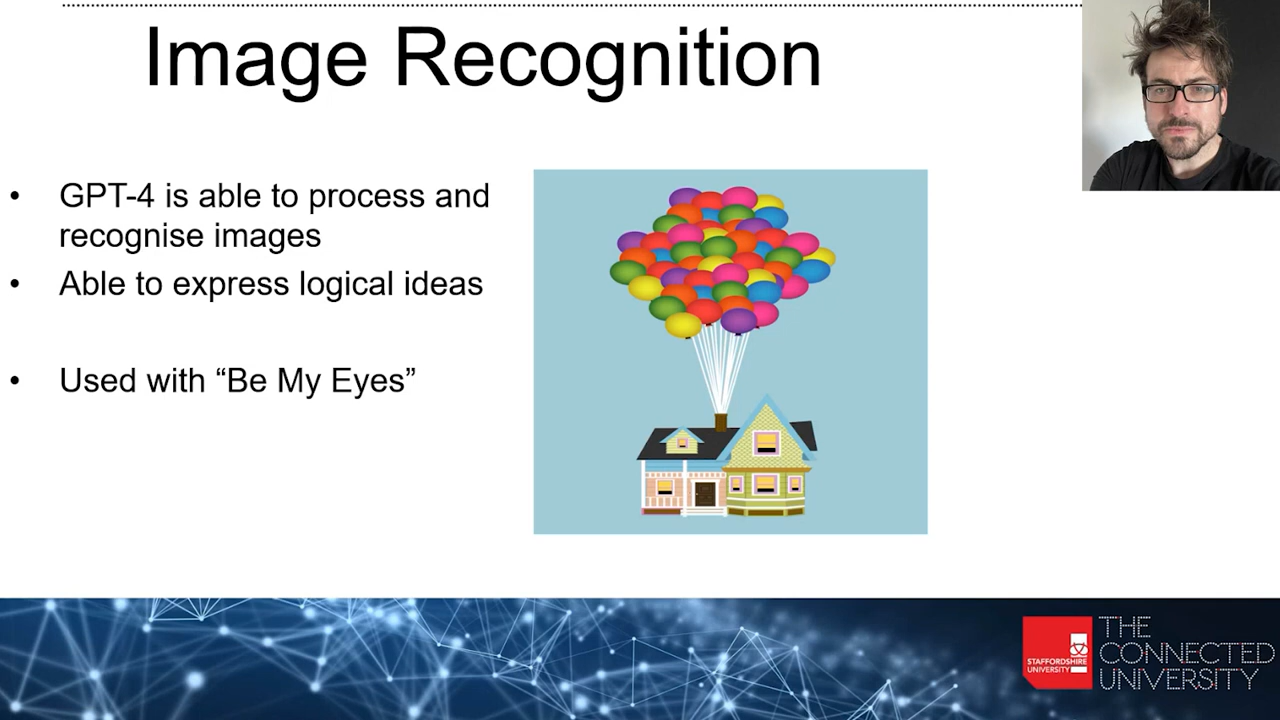 Image Recognition
• GPT-4 is able to process and
recognise images
• Able to express logical ideas
• Used with “Be My Eyes”
STAFFORDSHIRE
UNIVERSITY
THE
CONNECTED
UNIVERSITY